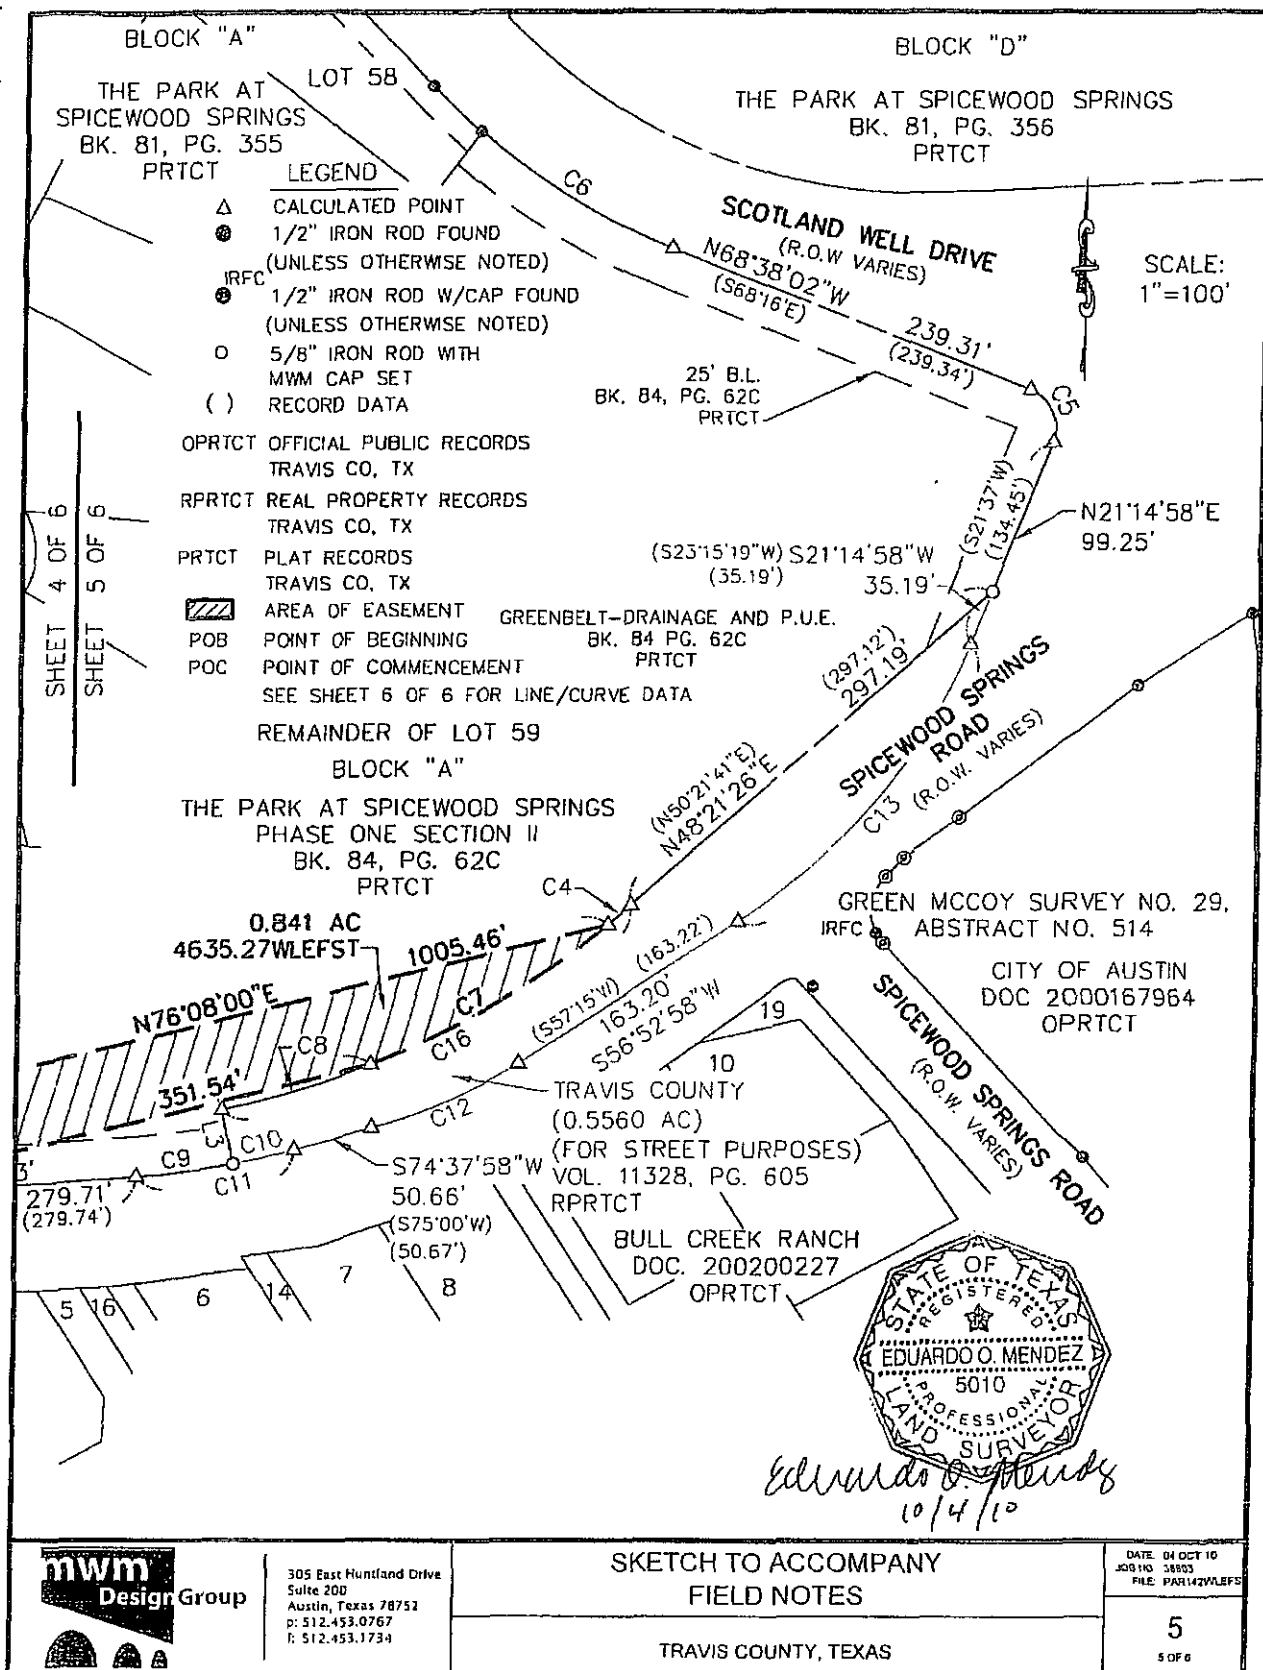 BLOCK "A"
LOT 58
THE PARK AT
SPICEWOOD SPRINGS
BK. 81, PG. 355
PRTCT
BLOCK "D"
THE PARK AT SPICEWOOD SPRINGS
BK. 81, PG. 356
PRTCT
LEGEND
CALCULATED POINT
1/2" IRON ROD FOUND
(UNLESS OTHERWISE NOTED)
IRFC
1/2" IRON ROD W/CAP FOUND
(UNLESS OTHERWISE NOTED)
5/8" IRON ROD WITH
MWM CAP SET
( ) RECORD DATA
OPRTCT OFFICIAL PUBLIC RECORDS
TRAVIS CO, TX
RPRTCT REAL PROPERTY RECORDS
TRAVIS CO, TX
PRTCT PLAT RECORDS
TRAVIS CO, TX
AREA OF EASEMENT
POB POINT OF BEGINNING
POC POINT OF COMMENCEMENT
SEE SHEET 6 OF 6 FOR LINE/CURVE DATA
SHEET 4 OF 6
SHEET 5 OF 6
C6
SCOTLAND WELL DRIVE
(R.O.W VARIES)
N68°38'02"W
(S68°16'E)
239.31'
(239.34')
SCALE:
1"=100'
25' B.L.
BK. 84, PG. 62C
PRTCT
C5
(S21°37'W)
(134.45')
N21°14'58"E
99.25'
(S23°15'19"W) S21°14'58"W
(35.19') 35.19'
GREENBELT-DRAINAGE AND P.U.E.
BK. 84 PG. 62C
PRTCT
(297.12')
297.19'
(N50°21'41"E)
N48°21'26"E
SPICEWOOD SPRINGS
ROAD
(R.O.W. VARIES)
C13
REMAINDER OF LOT 59
BLOCK "A"
THE PARK AT SPICEWOOD SPRINGS
PHASE ONE SECTION II
BK. 84, PG. 62C
PRTCT
C4
0.841 AC
4635.27WLEFST
1005.46'
N76°08'00"E
C7
C16
C8
351.54'
L3
C10
C9
C11
C12
3'
279.71'
(279.74')
(S57°15'W) (163.22')
163.20'
S56°52'58"W
GREEN MCCOY SURVEY NO. 29,
ABSTRACT NO. 514
IRFC
CITY OF AUSTIN
DOC 2000167964
OPRTCT
SPICEWOOD SPRINGS ROAD
(R.O.W. VARIES)
19
10
TRAVIS COUNTY
(0.5560 AC)
(FOR STREET PURPOSES)
VOL. 11328, PG. 605
RPRTCT
S74°37'58"W
50.66'
(S75°00'W)
(50.67')
BULL CREEK RANCH
DOC. 200200227
OPRTCT
5
16
6
14
7
8
STATE OF TEXAS
REGISTERED
EDUARDO O. MENDEZ
5010
PROFESSIONAL
LAND SURVEYOR
Eduardo O. Mendez
10/4/10
mwm
DesignGroup
305 East Huntland Drive
Suite 200
Austin, Texas 78752
p: 512.453.0767
f: 512.453.1734
SKETCH TO ACCOMPANY
FIELD NOTES
TRAVIS COUNTY, TEXAS
DATE: 04 OCT 10
FILE: PAR142WLEFS
5
5 OF 6